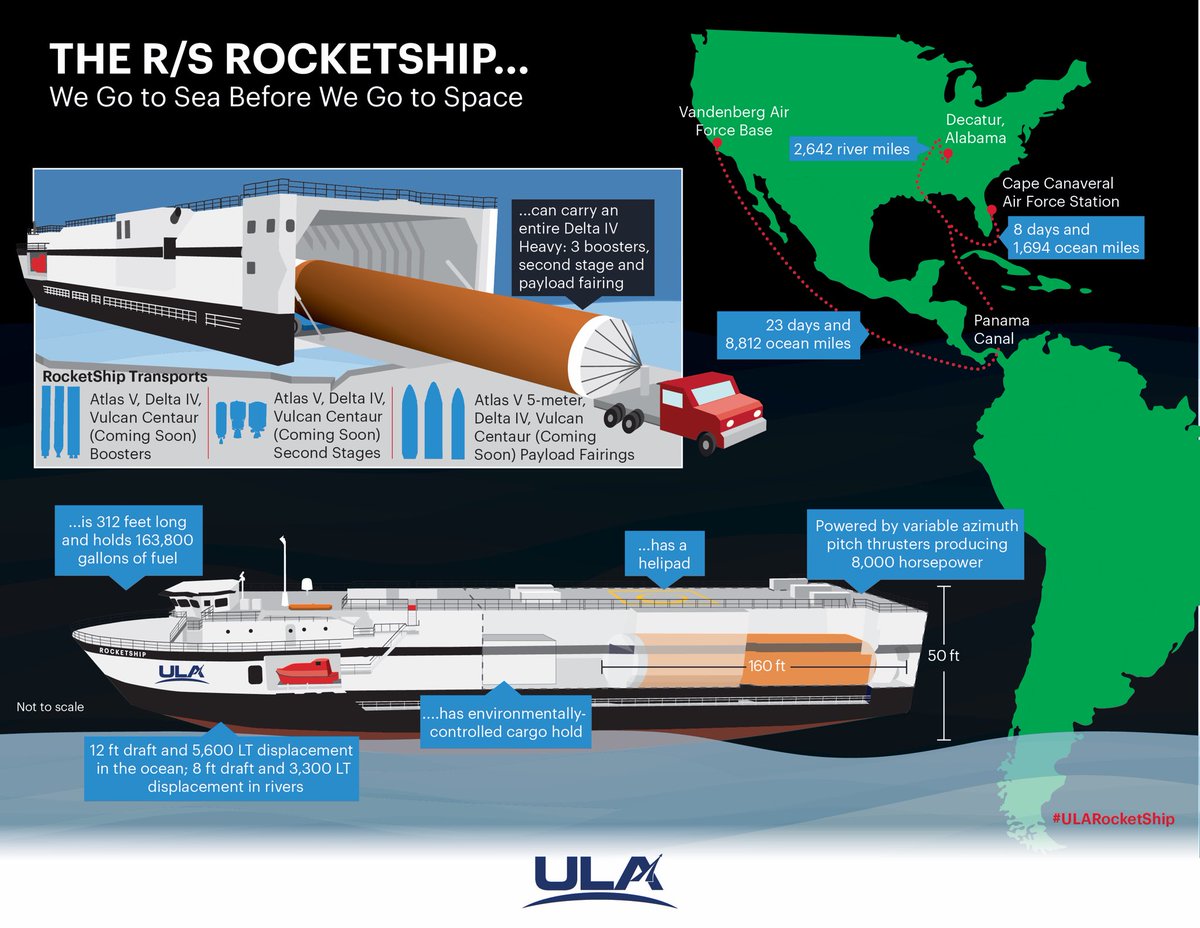 THE R/S ROCKETSHIP...
We Go to Sea Before We Go to Space
Vandenberg Air
Force Base
Decatur,
Alabama
2,642 river miles
Cape Canaveral
Air Force Station
8 days and
1,694 ocean miles
23 days and
8,812 ocean miles
Panama
Canal
...can carry an
entire Delta IV
Heavy: 3 boosters,
second stage and
payload fairing
RocketShip Transports
Atlas V, Delta IV,
Vulcan Centaur
(Coming Soon)
Boosters
Atlas V, Delta IV,
Vulcan Centaur
(Coming Soon)
Second Stages
Atlas V 5-meter,
Delta IV, Vulcan
Centaur (Coming
Soon) Payload Fairings
...is 312 feet long
and holds 163,800
gallons of fuel
...has a
helipad
Powered by variable azimuth
pitch thrusters producing
8,000 horsepower
ROCKETSHIP
ULA
160 ft
50 ft
Not to scale
....has environmentally-
controlled cargo hold
12 ft draft and 5,600 LT displacement
in the ocean; 8 ft draft and 3,300 LT
displacement in rivers
#ULARocketShip
ULA